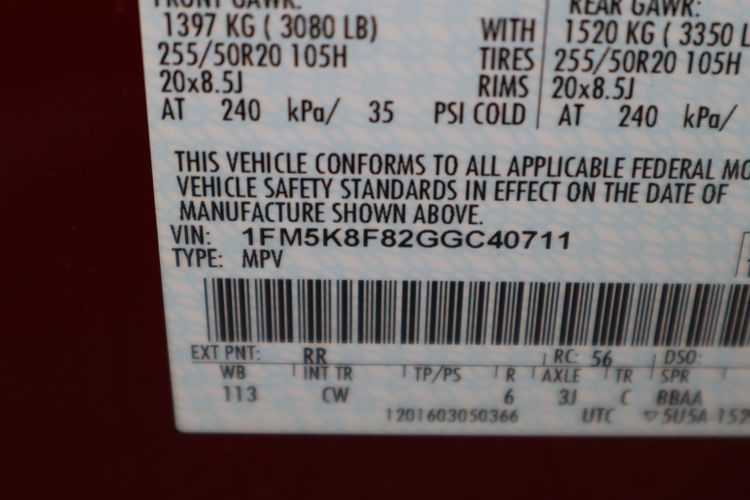 FRONT GAWR: REAR GAWR:
1397 KG ( 3080 LB) WITH 1520 KG ( 3350 L
255/50R20 105H TIRES 255/50R20 105H
20x8.5J RIMS 20x8.5J
AT 240 kPa/ 35 PSI COLD AT 240 kPa/
THIS VEHICLE CONFORMS TO ALL APPLICABLE FEDERAL MO
VEHICLE SAFETY STANDARDS IN EFFECT ON THE DATE OF
MANUFACTURE SHOWN ABOVE.
VIN: 1FM5K8F82GGC40711
TYPE: MPV
EXT PNT: RR RC: 56 DSO:
WB INT TR TP/PS R AXLE TR SPR
113 CW 6 3J C BBAA
1201603050366 UTC ▽5U5A-152